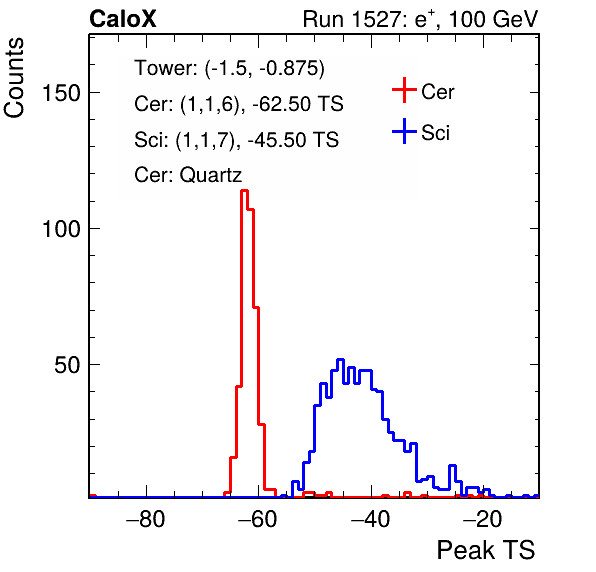 CaloX Run 1527: e+, 100 GeV
Counts
Tower: (-1.5, -0.875)
Cer: (1,1,6), -62.50 TS
Sci: (1,1,7), -45.50 TS
Cer: Quartz
Cer
Sci
150
100
50
−80 −60 −40 −20
Peak TS